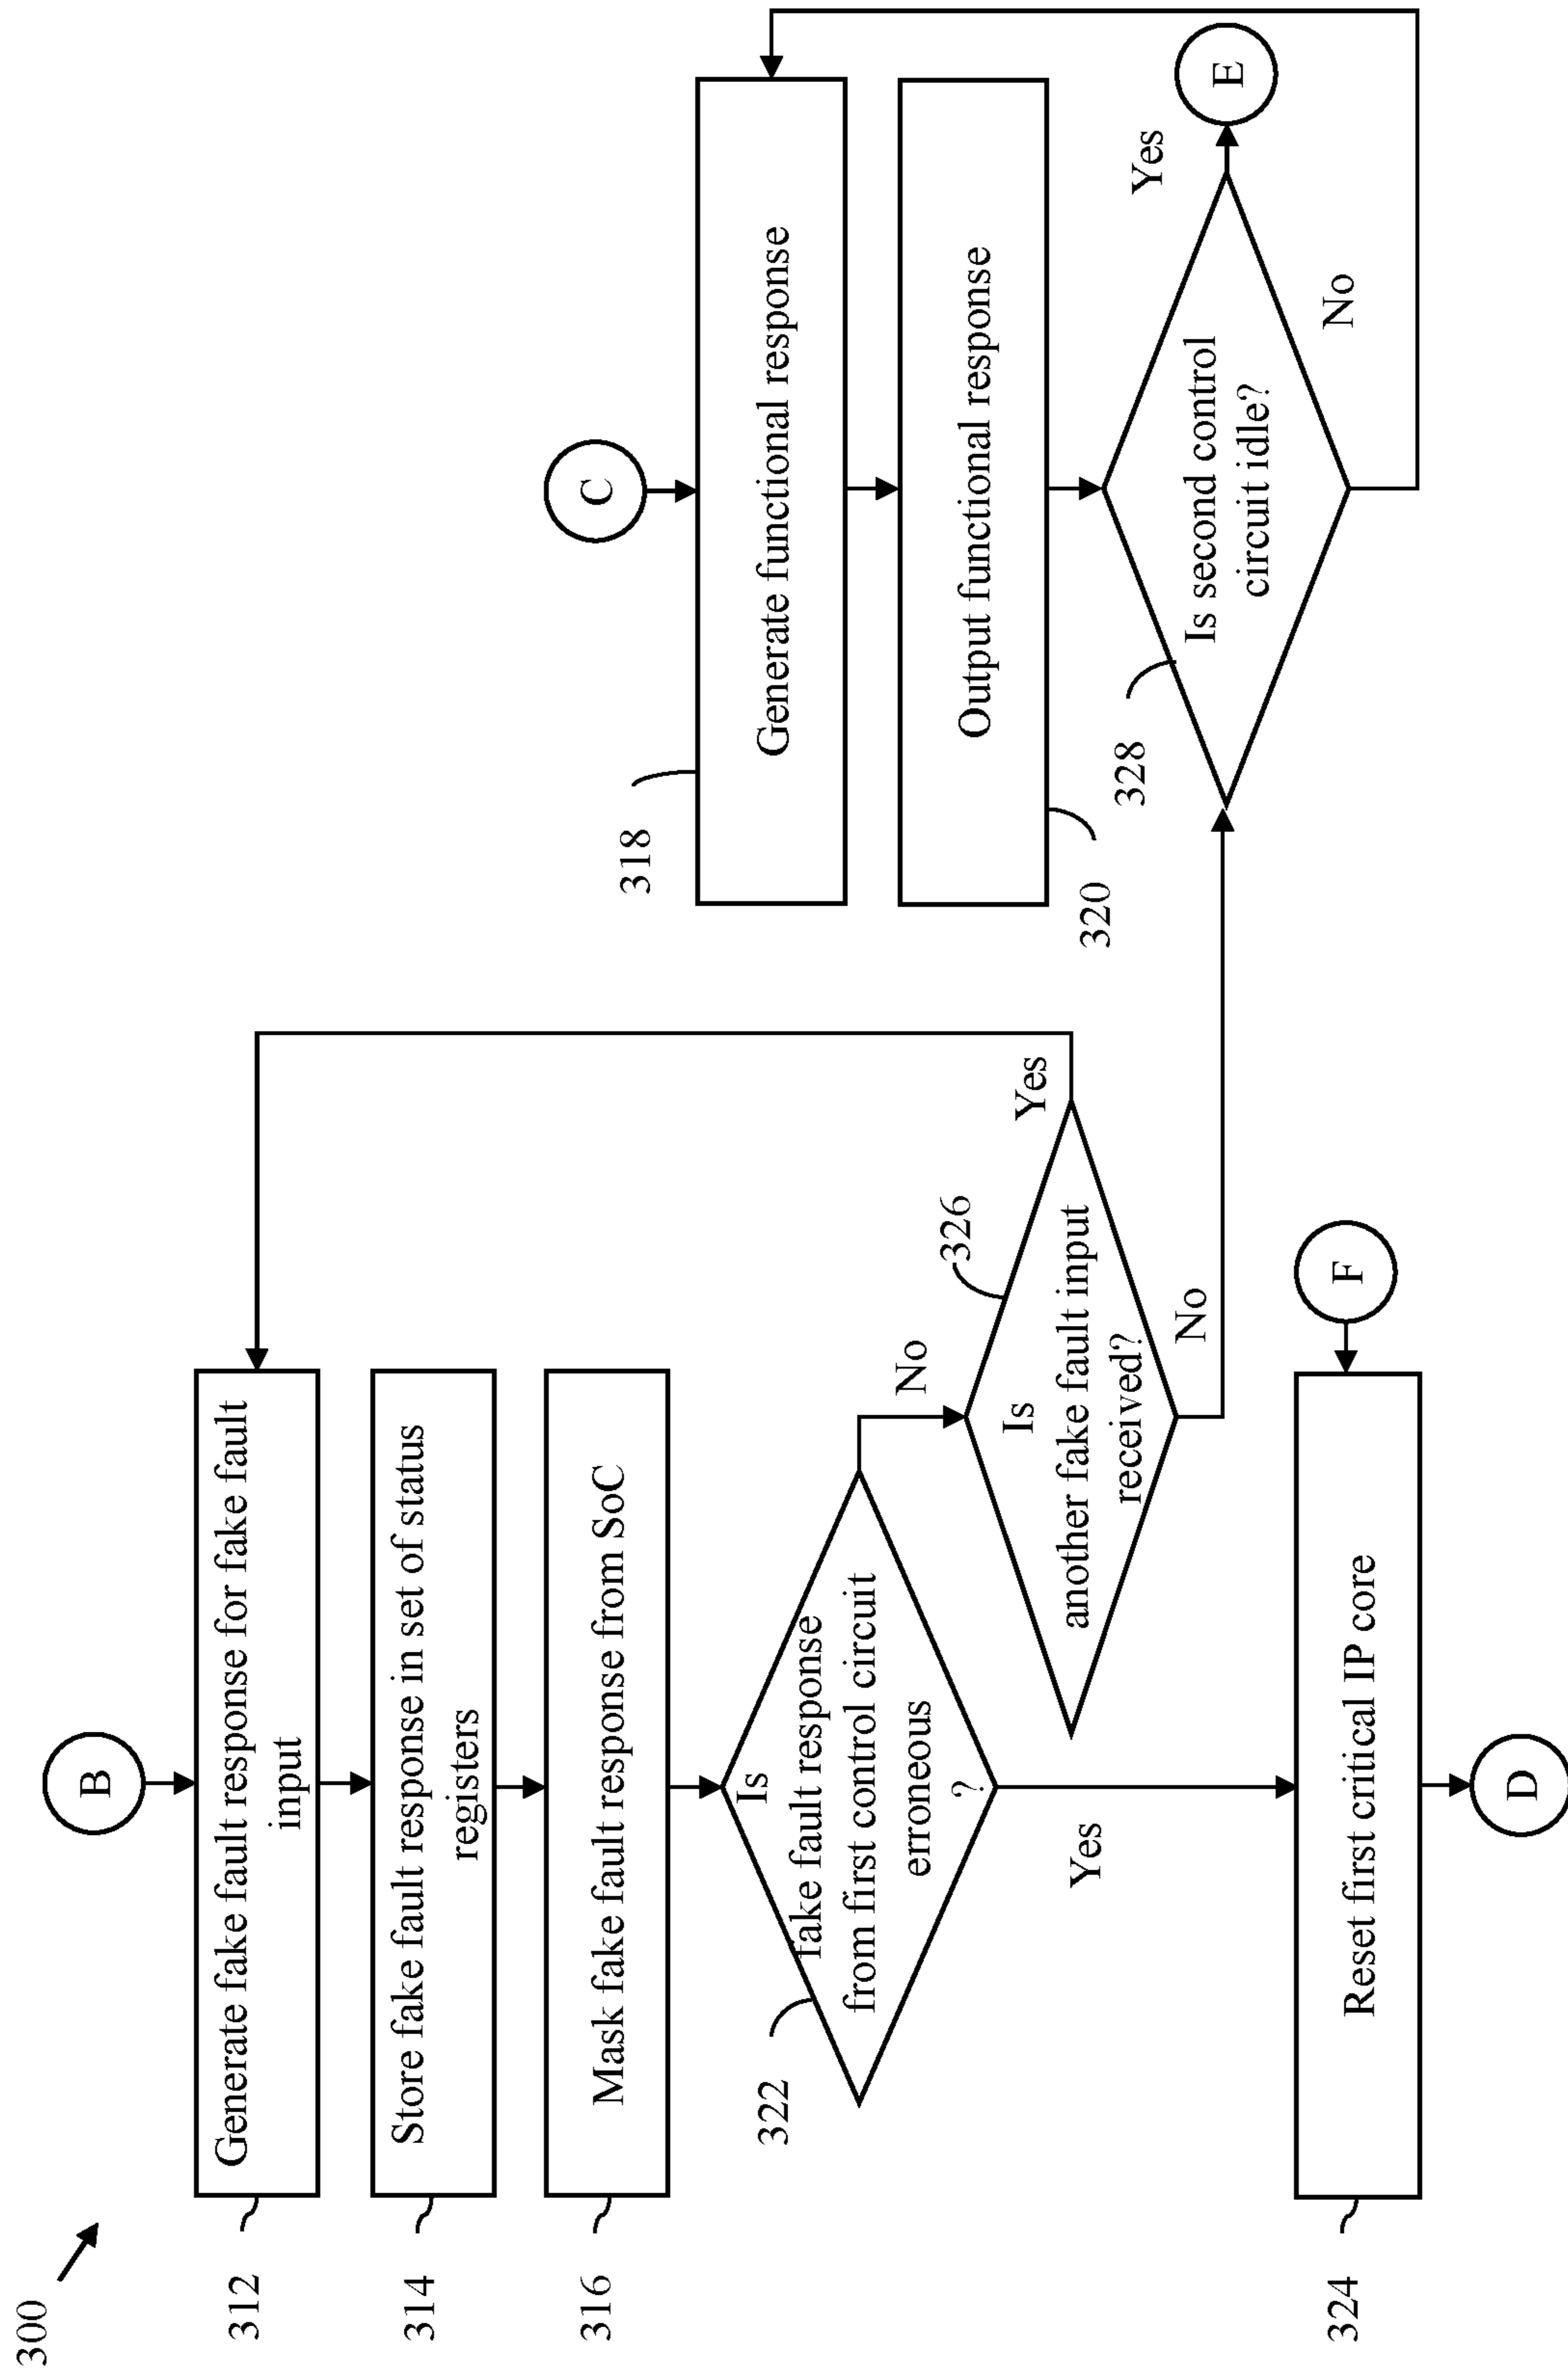 300
B
312
Generate fake fault response for fake fault
input
314
Store fake fault response in set of status
registers
316
Mask fake fault response from SoC
322
Is
fake fault response
from first control circuit
erroneous
?
No
Yes
326
Is
another fake fault input
received?
Yes
No
324
Reset first critical IP core
F
D
C
318
Generate functional response
320
Output functional response
328
Is second control
circuit idle?
Yes
No
E